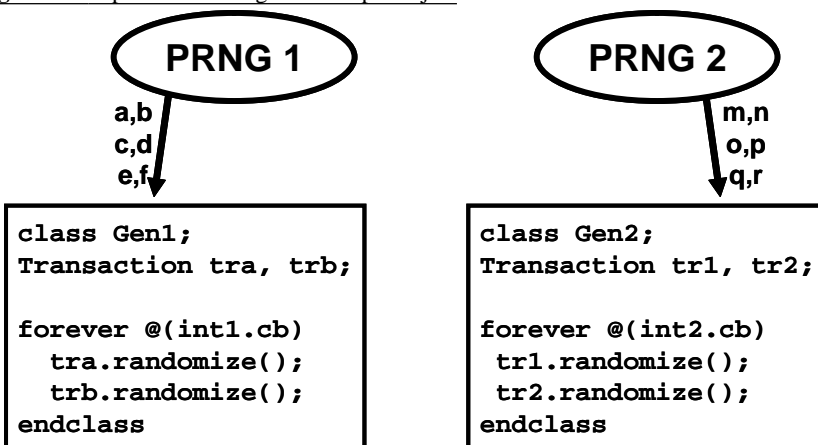 PRNG 1
a,b
c,d
e,f
class Gen1;
Transaction tra, trb;
forever @(int1.cb)
tra.randomize();
trb.randomize();
endclass
PRNG 2
m,n
o,p
q,r
class Gen2;
Transaction tr1, tr2;
forever @(int2.cb)
tr1.randomize();
tr2.randomize();
endclass